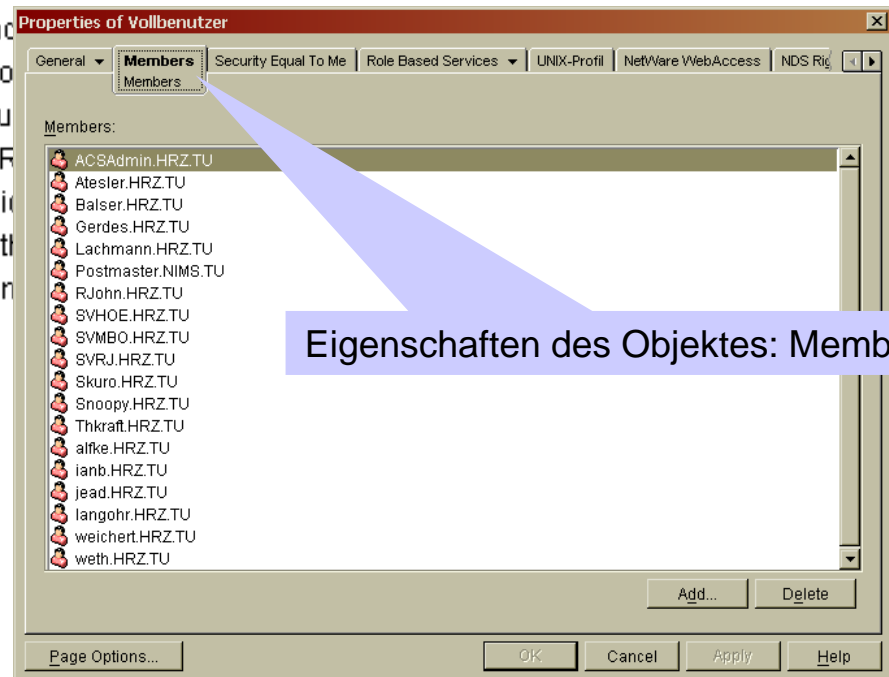 Properties of Vollbenutzer
General Members Security Equal To Me Role Based Services UNIX-Profil NetWare WebAccess NDS Rig
Members
Members:
ACSAdmin.HRZ.TU
Atesler.HRZ.TU
Balser.HRZ.TU
Gerdes.HRZ.TU
Lachmann.HRZ.TU
Postmaster.NIMS.TU
RJohn.HRZ.TU
SVHOE.HRZ.TU
SVMBO.HRZ.TU
SVRJ.HRZ.TU
Skuro.HRZ.TU
Snoopy.HRZ.TU
Thkraft.HRZ.TU
alfke.HRZ.TU
ianb.HRZ.TU
jead.HRZ.TU
langohr.HRZ.TU
weichert.HRZ.TU
weth.HRZ.TU
Eigenschaften des Objektes: Memb
Add... Delete
Page Options... OK Cancel Apply Help